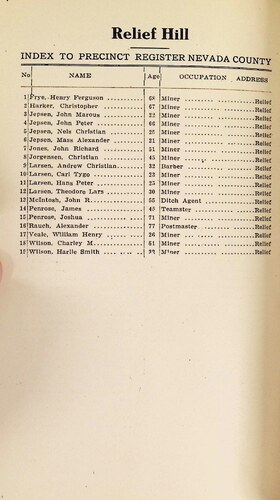 Relief Hill
INDEX TO PRECINCT REGISTER NEVADA COUNTY
No NAME Age OCCUPATION ADDRESS
1 Frye, Henry Ferguson 68 Miner Relief
2 Harker, Christopher 67 Miner Relief
3 Jepsen, John Marcus 22 Miner Relief
4 Jepsen, John Peter 66 Miner Relief
5 Jepsen, Nels Christian Miner Relief
6 Jepsen, Mass Alexander 21 Miner Relief
7 Jones, John Richard 51 Miner Relief
8 Jorgensen, Christian 45 Miner Relief
9 Larsen, Andrew Christian 32 Barber Relief
10 Larsen, Carl Tygo 23 Miner Relief
11 Larsen, Hans Peter 25 Miner Relief
12 Larsen, Theodore Lars 30 Miner Relief
13 McIntosh, John R. 55 Ditch Agent Relief
14 Penrose, James 45 Teamster Relief
15 Penrose, Joshua 71 Miner Relief
16 Rauch, Alexander 77 Postmaster Relief
17 Veale, William Henry 26 Miner Relief
18 Wilson, Charley M. 61 Miner Relief
19 Wilson, Harlie Smith Miner Relief